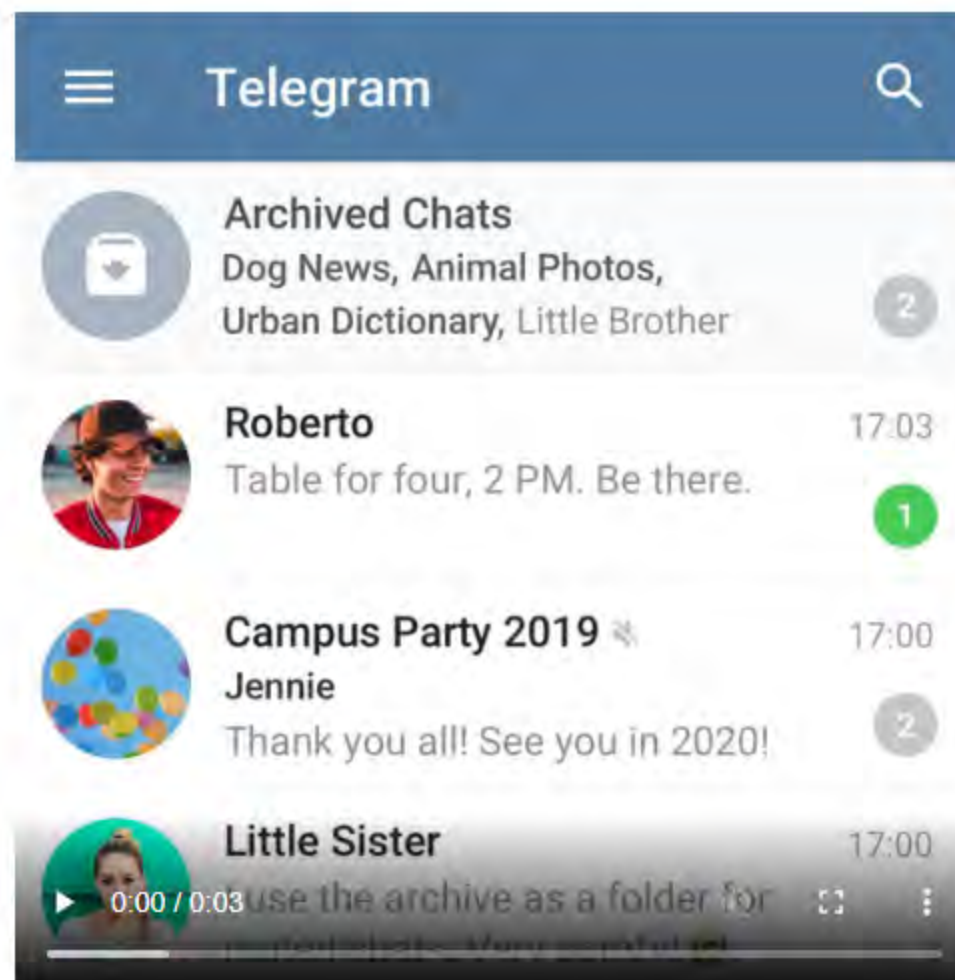 Telegram
Archived Chats
Dog News, Animal Photos,
2
Urban Dictionary, Little Brother
Roberto
17:03
Table for four, 2 PM. Be there.
1
Campus Party 2019
17:00
Jennie
2
Thank you all! See you in 2020!
Little Sister
17:00
0:00 / 0:03
use the archive as a folder for